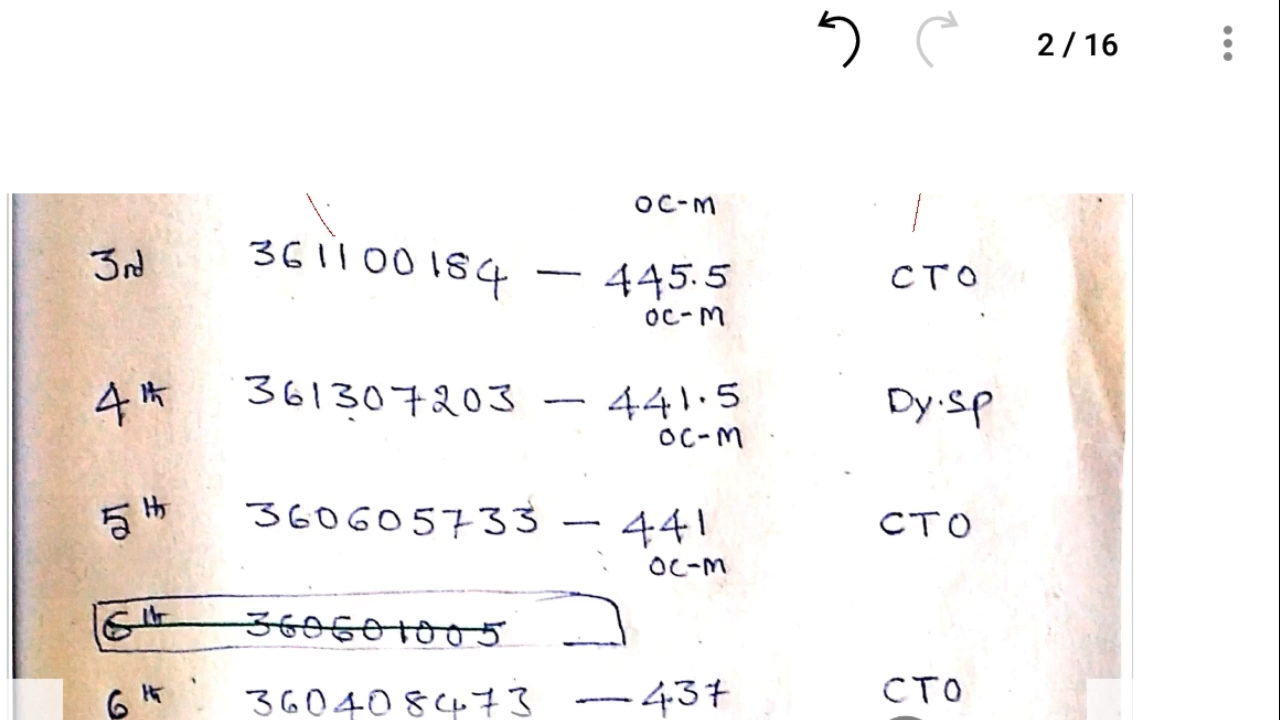 2 / 16
OC-M
3rd 361100184 — 445.5 CTO
OC-M
4th 361307203 — 441.5 Dy.Sp
OC-M
5th 360605733 — 441 CTO
OC-M
6th 360601005 —
6th 360408473 — 437 CTO